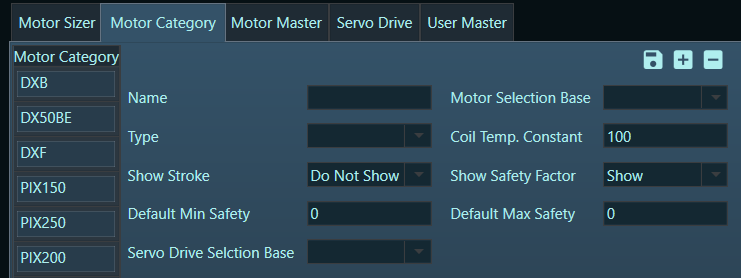 Motor Sizer Motor Category Motor Master Servo Drive User Master
Motor Category
DXB
DX50BE
DXF
PIX150
PIX250
PIX200
Name Motor Selection Base
Type Coil Temp. Constant 100
Show Stroke Do Not Show Show Safety Factor Show
Default Min Safety 0 Default Max Safety 0
Servo Drive Selction Base